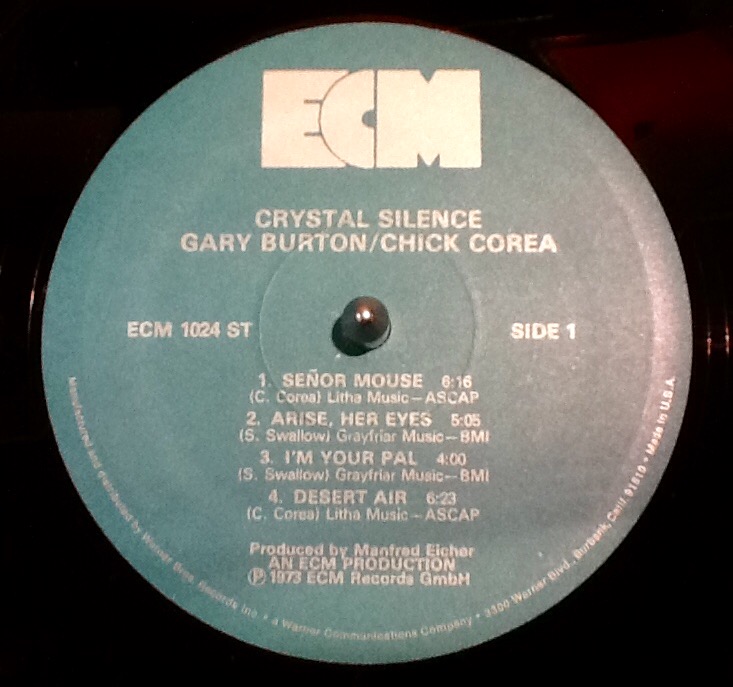 ECM
CRYSTAL SILENCE
GARY BURTON/CHICK COREA
ECM 1024 ST
SIDE 1
1. SEÑOR MOUSE 6:16
(C. Corea) Litha Music—ASCAP
2. ARISE, HER EYES 5:05
(S. Swallow) Grayfriar Music—BMI
3. I'M YOUR PAL 4:00
(S. Swallow) Grayfriar Music—BMI
4. DESERT AIR 6:23
(C. Corea) Litha Music—ASCAP
Produced by Manfred Eicher
AN ECM PRODUCTION
℗ 1973 ECM Records GmbH
Manufactured and distributed by Warner Bros. Records Inc. • a Warner Communications Company • 3300 Warner Blvd., Burbank, Calif. 91510 • Made in U.S.A.